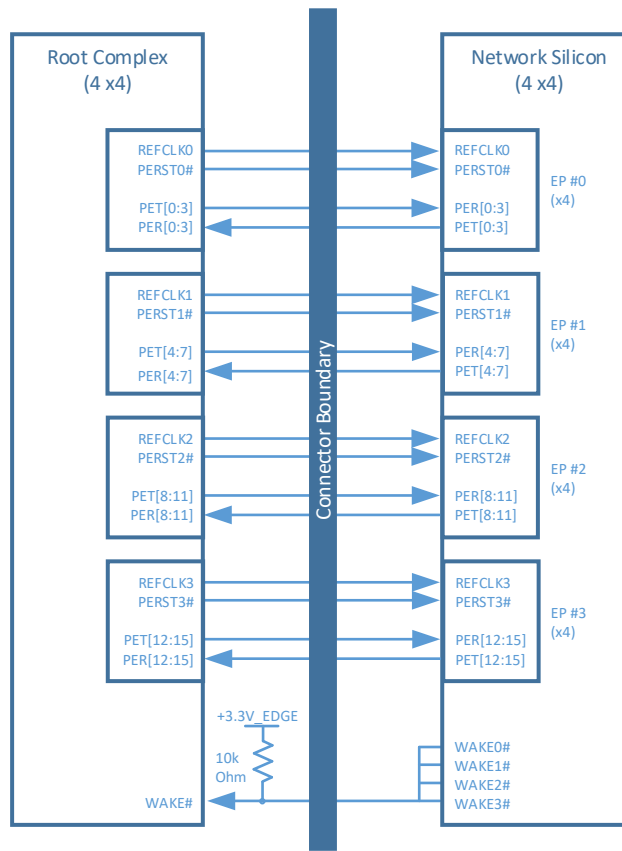 Root Complex
(4 x4)
REFCLK0
PERST0#
PET[0:3]
PER[0:3]
REFCLK1
PERST1#
PET[4:7]
PER[4:7]
REFCLK2
PERST2#
PET[8:11]
PER[8:11]
REFCLK3
PERST3#
PET[12:15]
PER[12:15]
+3.3V_EDGE
10k
Ohm
WAKE#
Connector Boundary
Network Silicon
(4 x4)
REFCLK0
PERST0#
PER[0:3]
PET[0:3]
EP #0
(x4)
REFCLK1
PERST1#
PER[4:7]
PET[4:7]
EP #1
(x4)
REFCLK2
PERST2#
PER[8:11]
PET[8:11]
EP #2
(x4)
REFCLK3
PERST3#
PER[12:15]
PET[12:15]
EP #3
(x4)
WAKE0#
WAKE1#
WAKE2#
WAKE3#